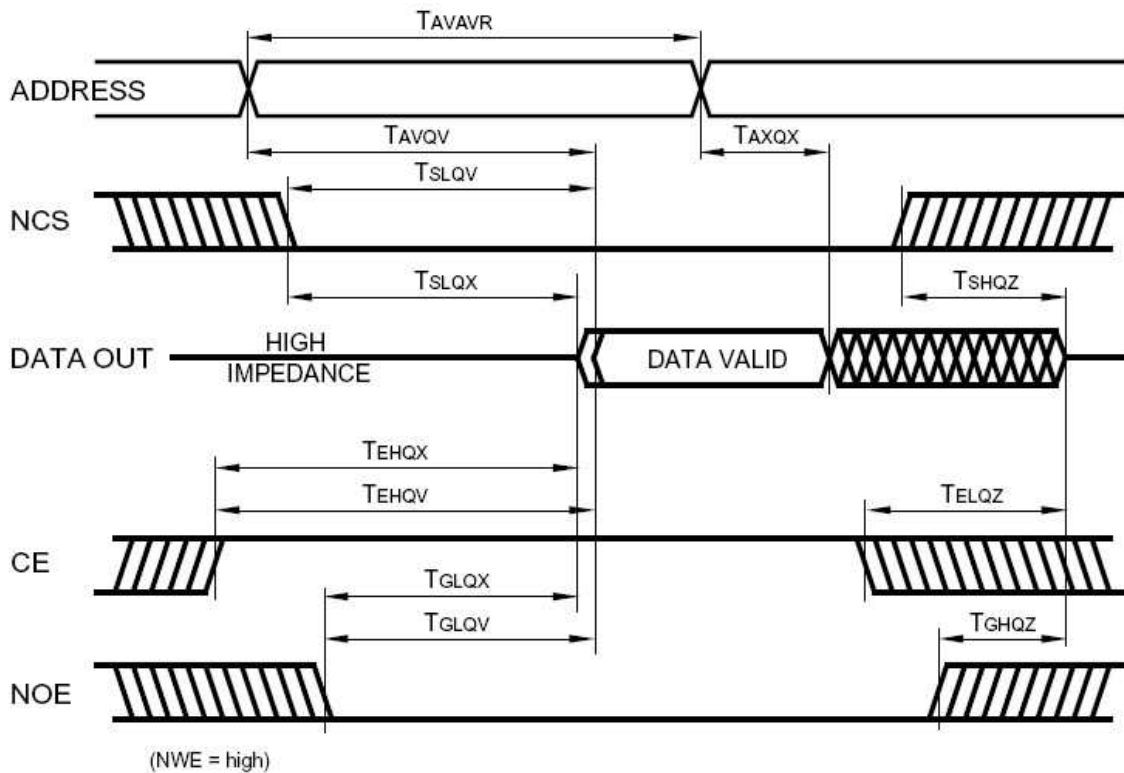 TAVAVR
ADDRESS
TAVQV
TAXQX
TSLQV
NCS
TSLQX
TSHQZ
DATA OUT
HIGH
IMPEDANCE
DATA VALID
TEHQX
TEHQV
TELQZ
CE
TGLQX
TGLQV
TGHQZ
NOE
(NWE = high)